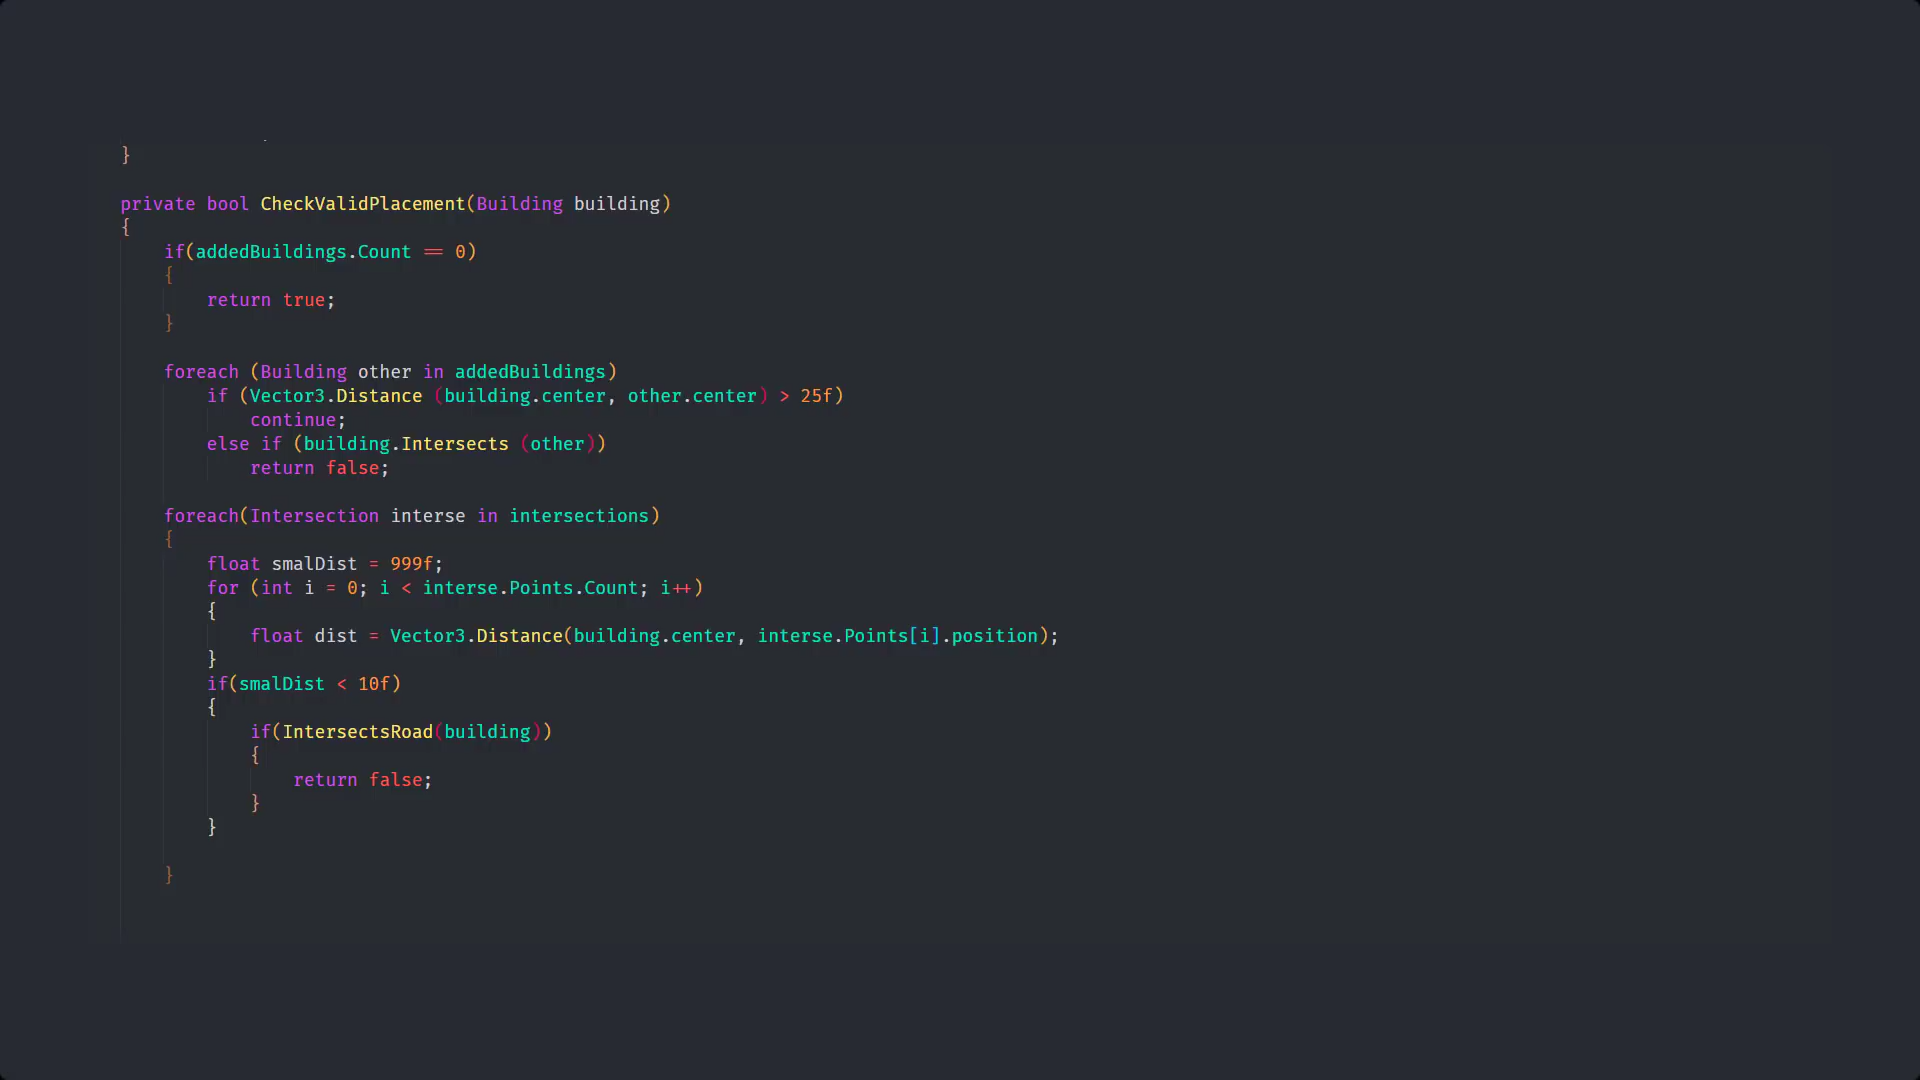 }
private bool CheckValidPlacement(Building building)
{
if(addedBuildings.Count == 0)
{
return true;
}
foreach (Building other in addedBuildings)
if (Vector3.Distance (building.center, other.center) > 25f)
continue;
else if (building.Intersects (other))
return false;
foreach(Intersection interse in intersections)
{
float smalDist = 999f;
for (int i = 0; i < interse.Points.Count; i++)
{
float dist = Vector3.Distance(building.center, interse.Points[i].position);
}
if(smalDist < 10f)
{
if(IntersectsRoad(building))
{
return false;
}
}
}